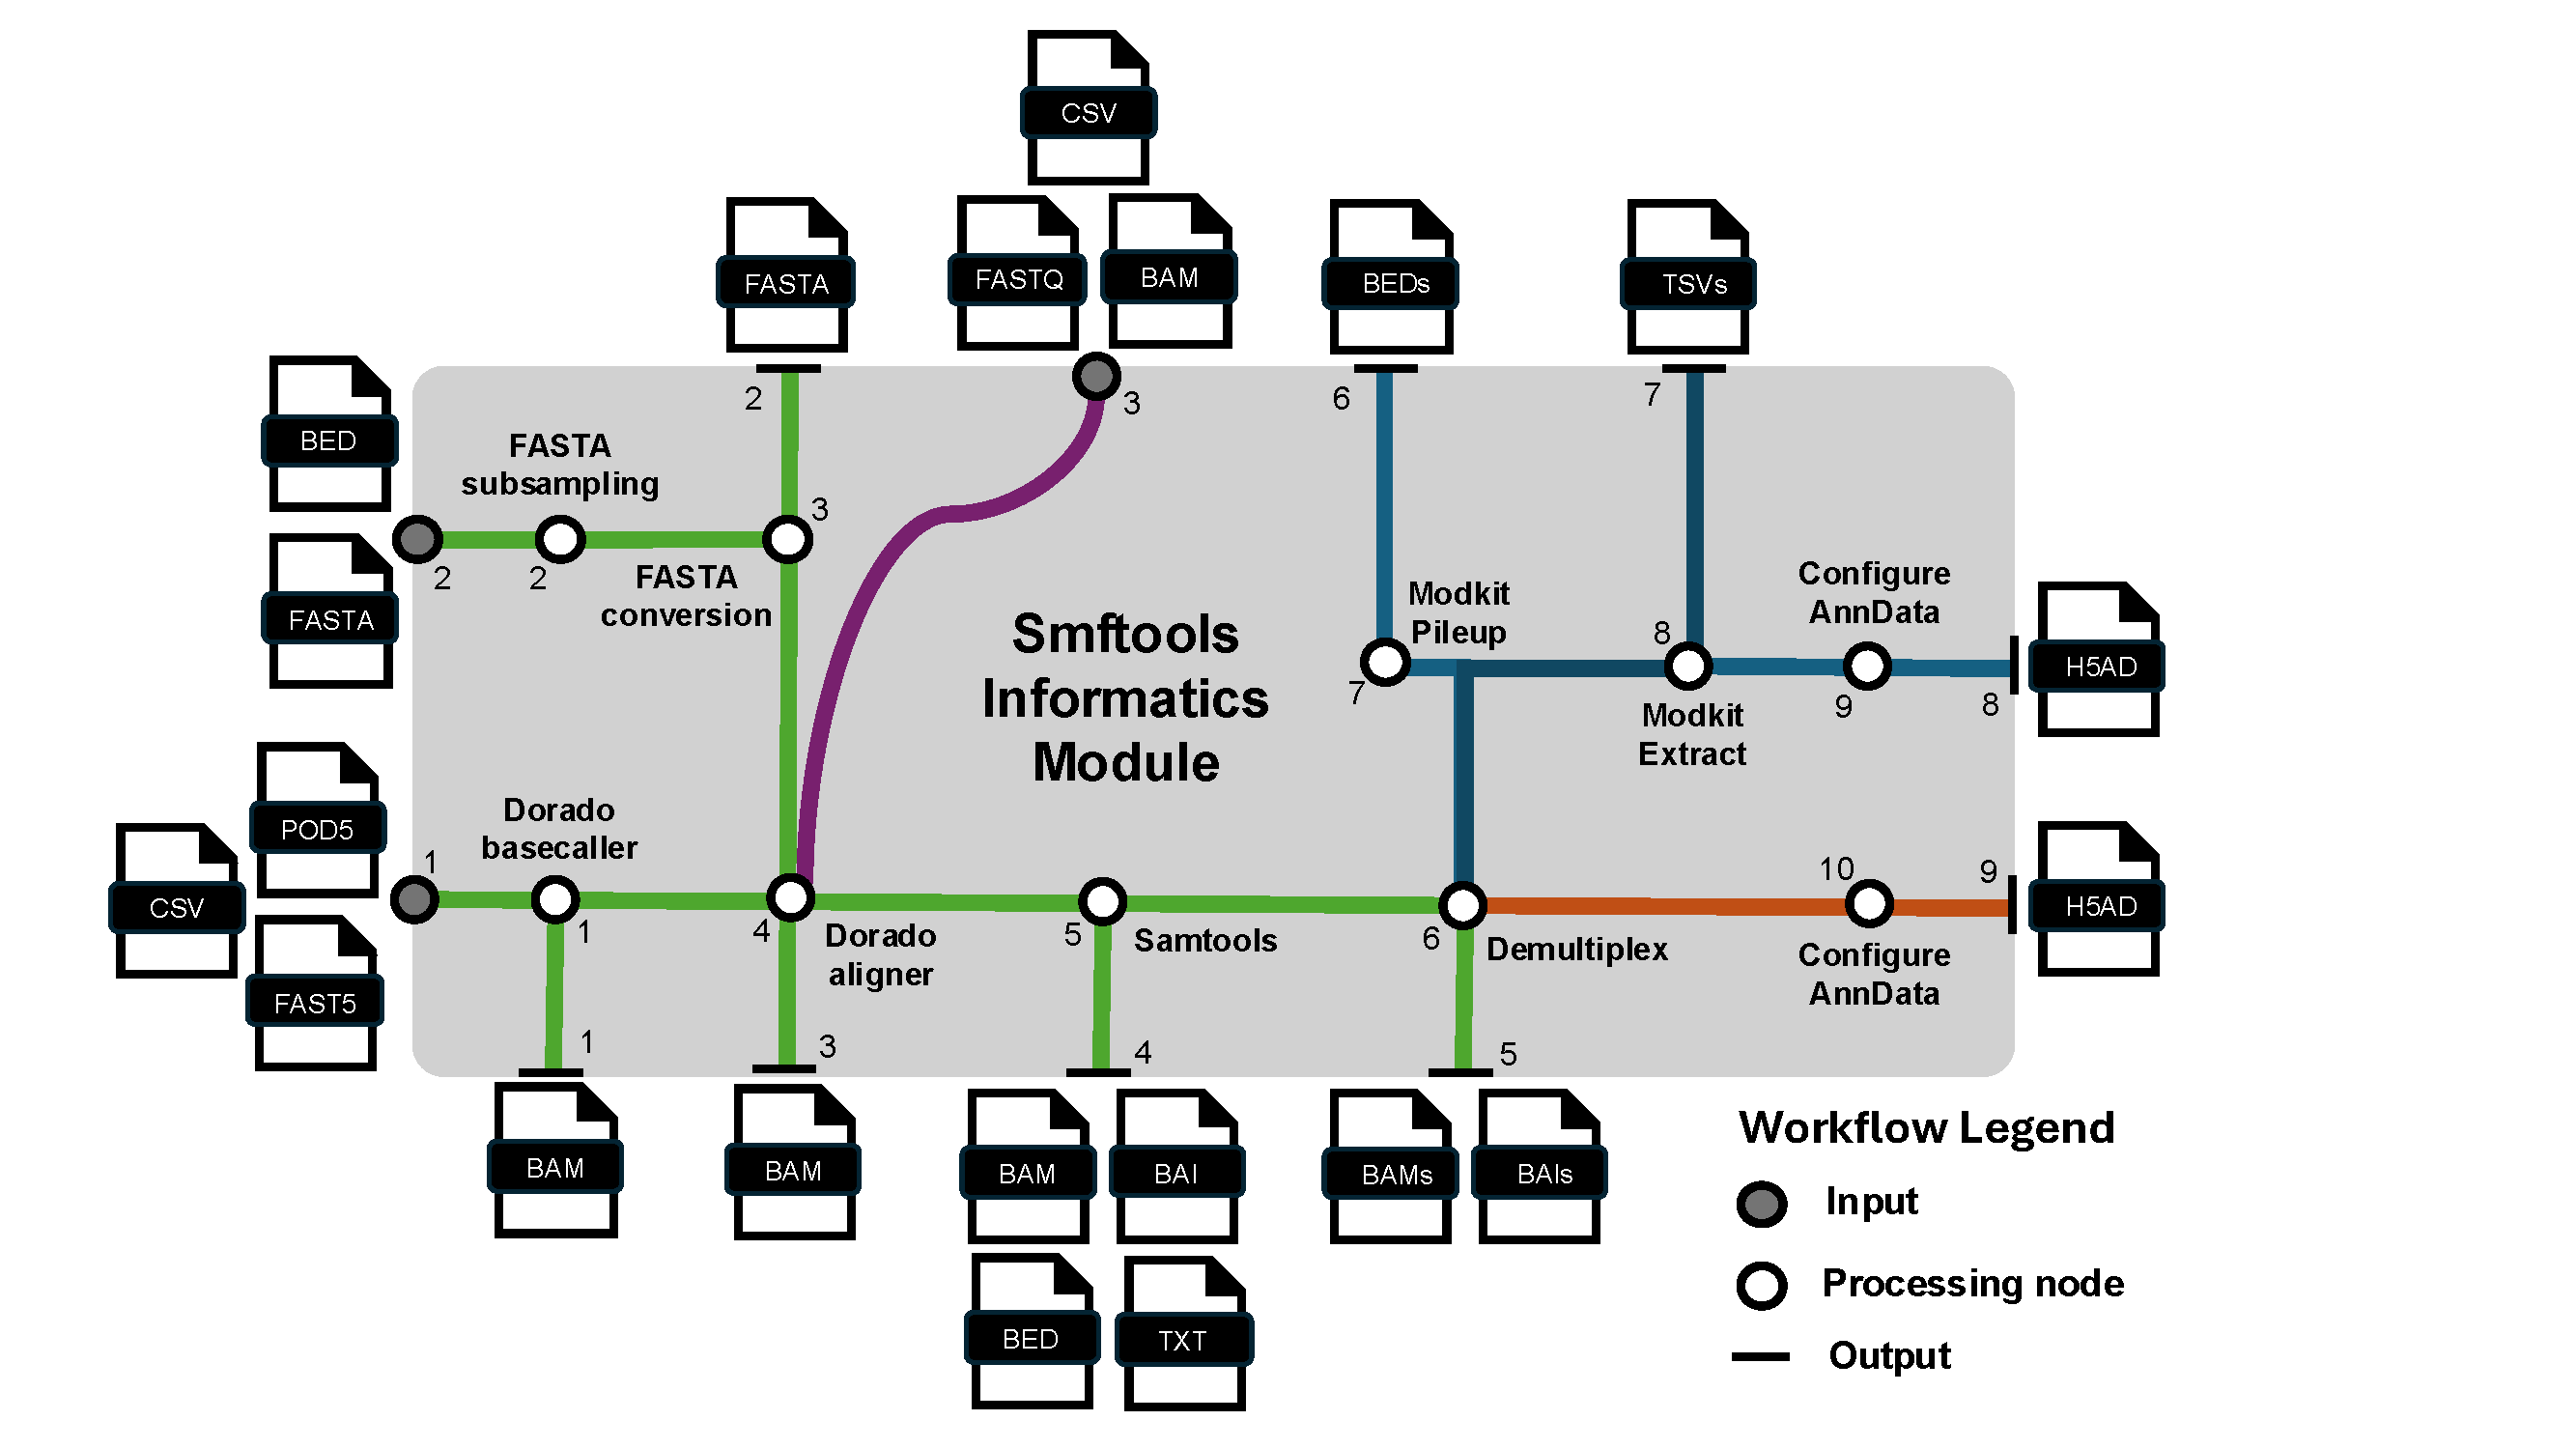 CSV
FASTA
FASTQ
BAM
BEDs
TSVs
2
3
6
7
BED
FASTA
subsampling
3
2
2
FASTA
conversion
FASTA
Smftools
Informatics
Module
Modkit
Pileup
7
8
Modkit
Extract
Configure
AnnData
9
8
H5AD
POD5
CSV
FAST5
1
Dorado
basecaller
1
4
Dorado
aligner
5
Samtools
6
Demultiplex
10
Configure
AnnData
9
H5AD
1
3
4
5
BAM
BAM
BAM
BAI
BAMs
BAIs
BED
TXT
Workflow Legend
Input
Processing node
Output